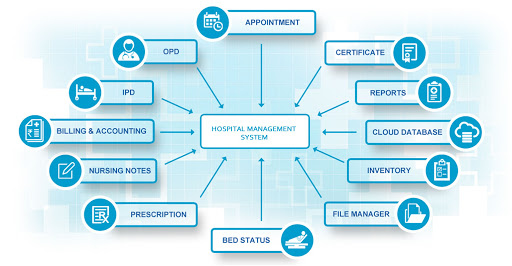 APPOINTMENT
OPD
CERTIFICATE
IPD
REPORTS
BILLING & ACCOUNTING
HOSPITAL MANAGEMENT
SYSTEM
CLOUD DATABASE
NURSING NOTES
INVENTORY
PRESCRIPTION
FILE MANAGER
BED STATUS